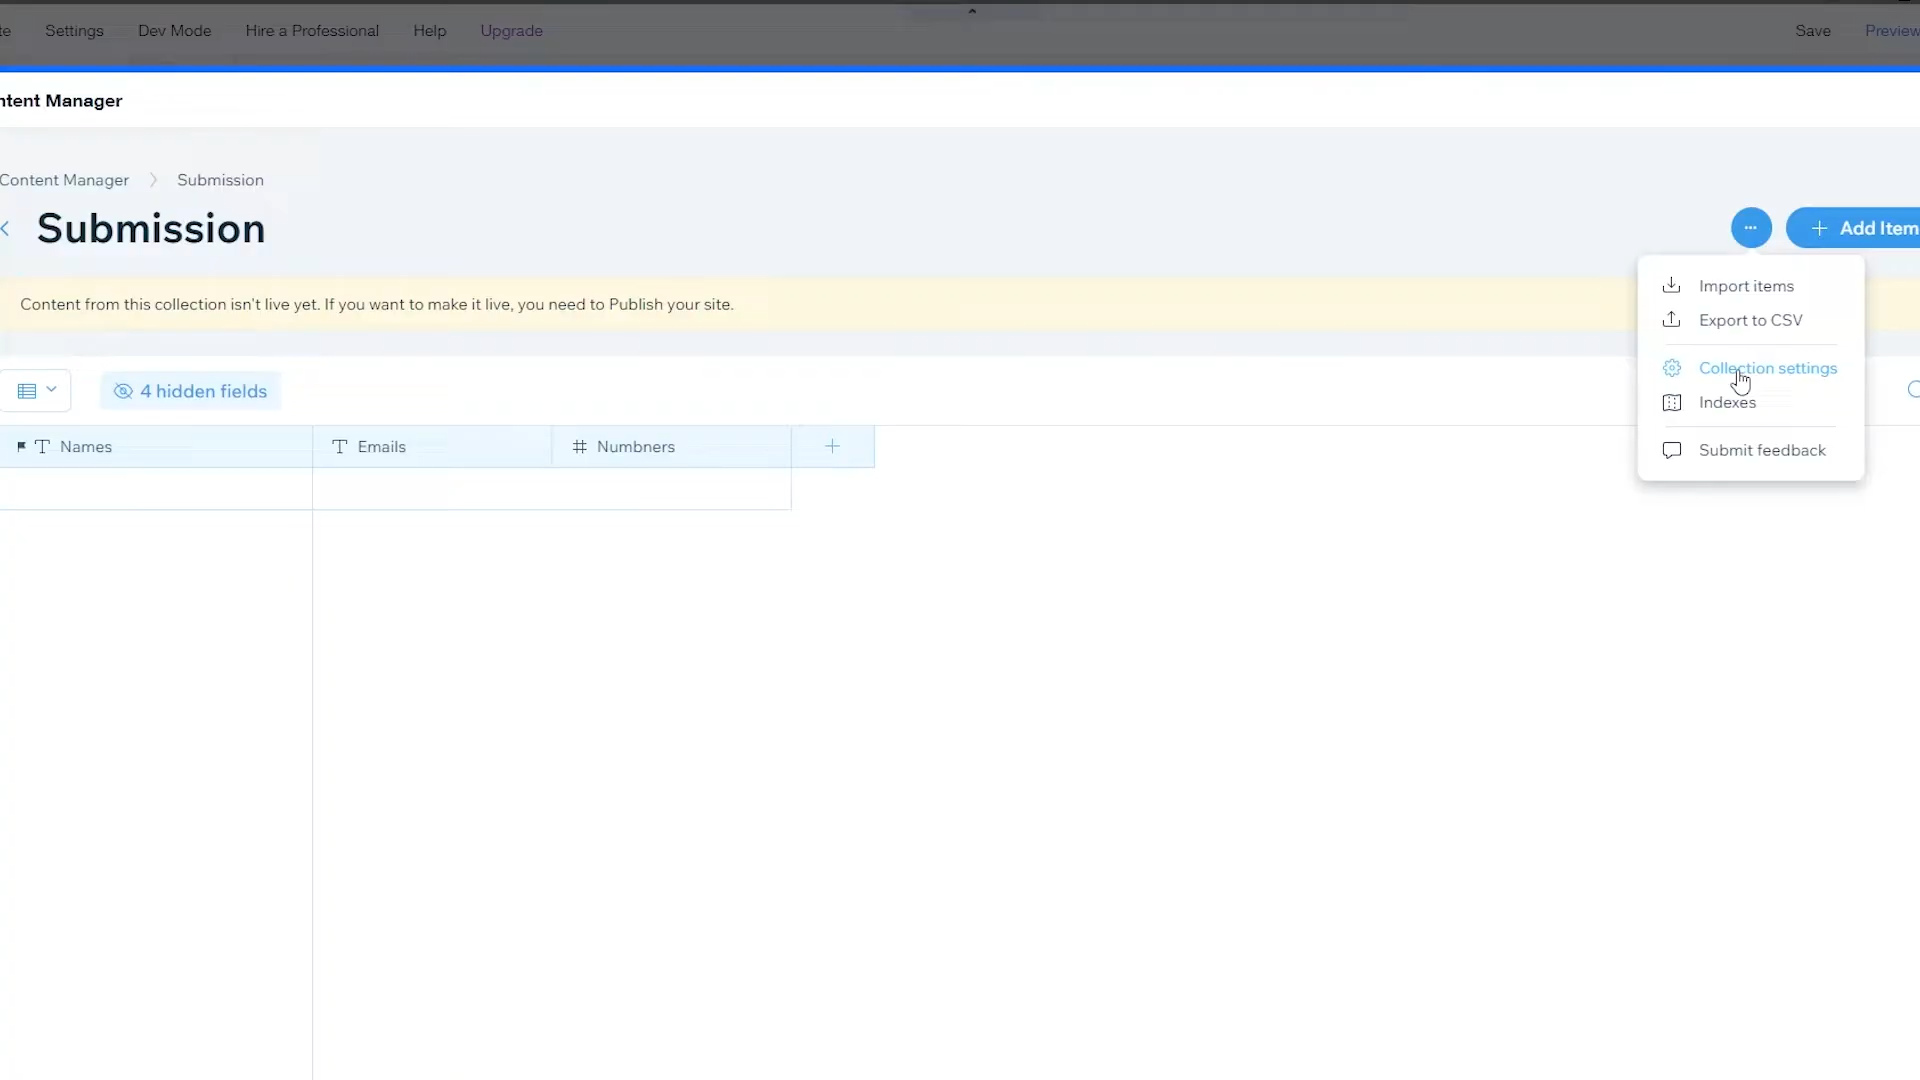 te Settings Dev Mode Hire a Professional Help Upgrade Save Preview
ntent Manager
Content Manager Submission
Submission
... + Add Item
Content from this collection isn't live yet. If you want to make it live, you need to Publish your site.
Import items
Export to CSV
Collection settings
Indexes
Submit feedback
4 hidden fields
Names Emails # Numbners +